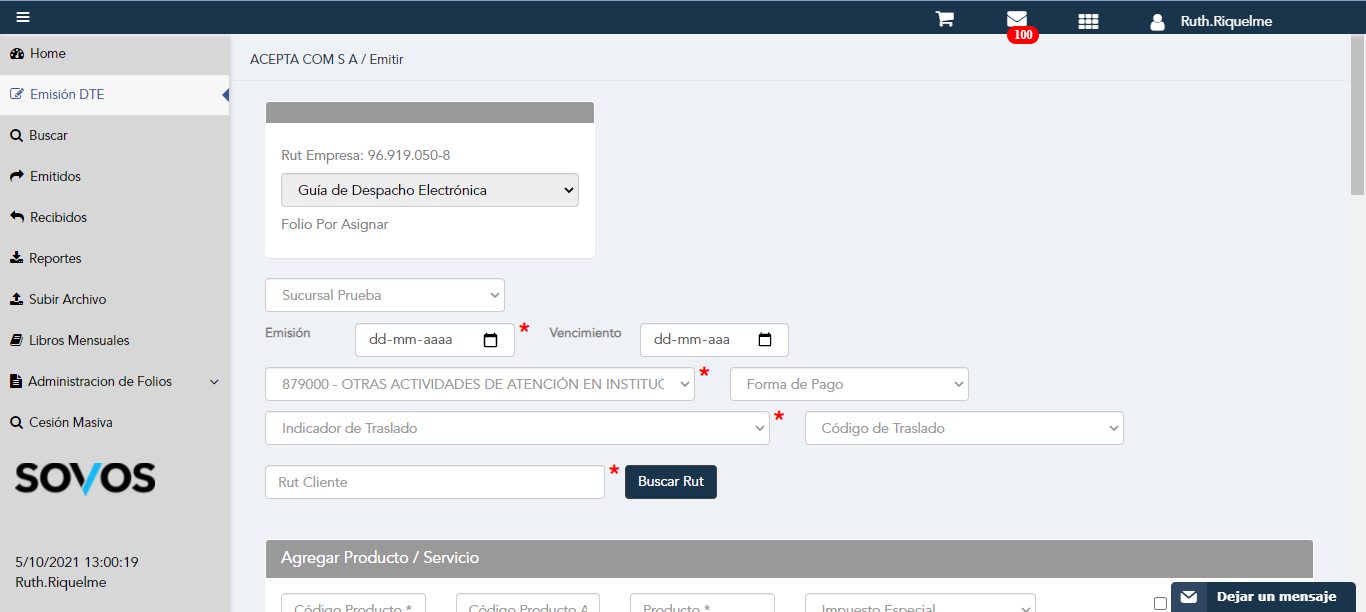 100
Ruth.Riquelme
Home
Emisión DTE
Buscar
Emitidos
Recibidos
Reportes
Subir Archivo
Libros Mensuales
Administracion de Folios
Cesión Masiva
SOVOS
5/10/2021 13:00:19
Ruth.Riquelme
ACEPTA COM S A / Emitir
Rut Empresa: 96.919.050-8
Guía de Despacho Electrónica
Folio Por Asignar
Sucursal Prueba
Emisión dd-mm-aaaa * Vencimiento dd-mm-aaa
879000 - OTRAS ACTIVIDADES DE ATENCIÓN EN INSTITUC * Forma de Pago
Indicador de Traslado * Código de Traslado
Rut Cliente * Buscar Rut
Agregar Producto / Servicio
Código Producto * Código Producto A Producto * Impuesto Especial
Dejar un mensaje